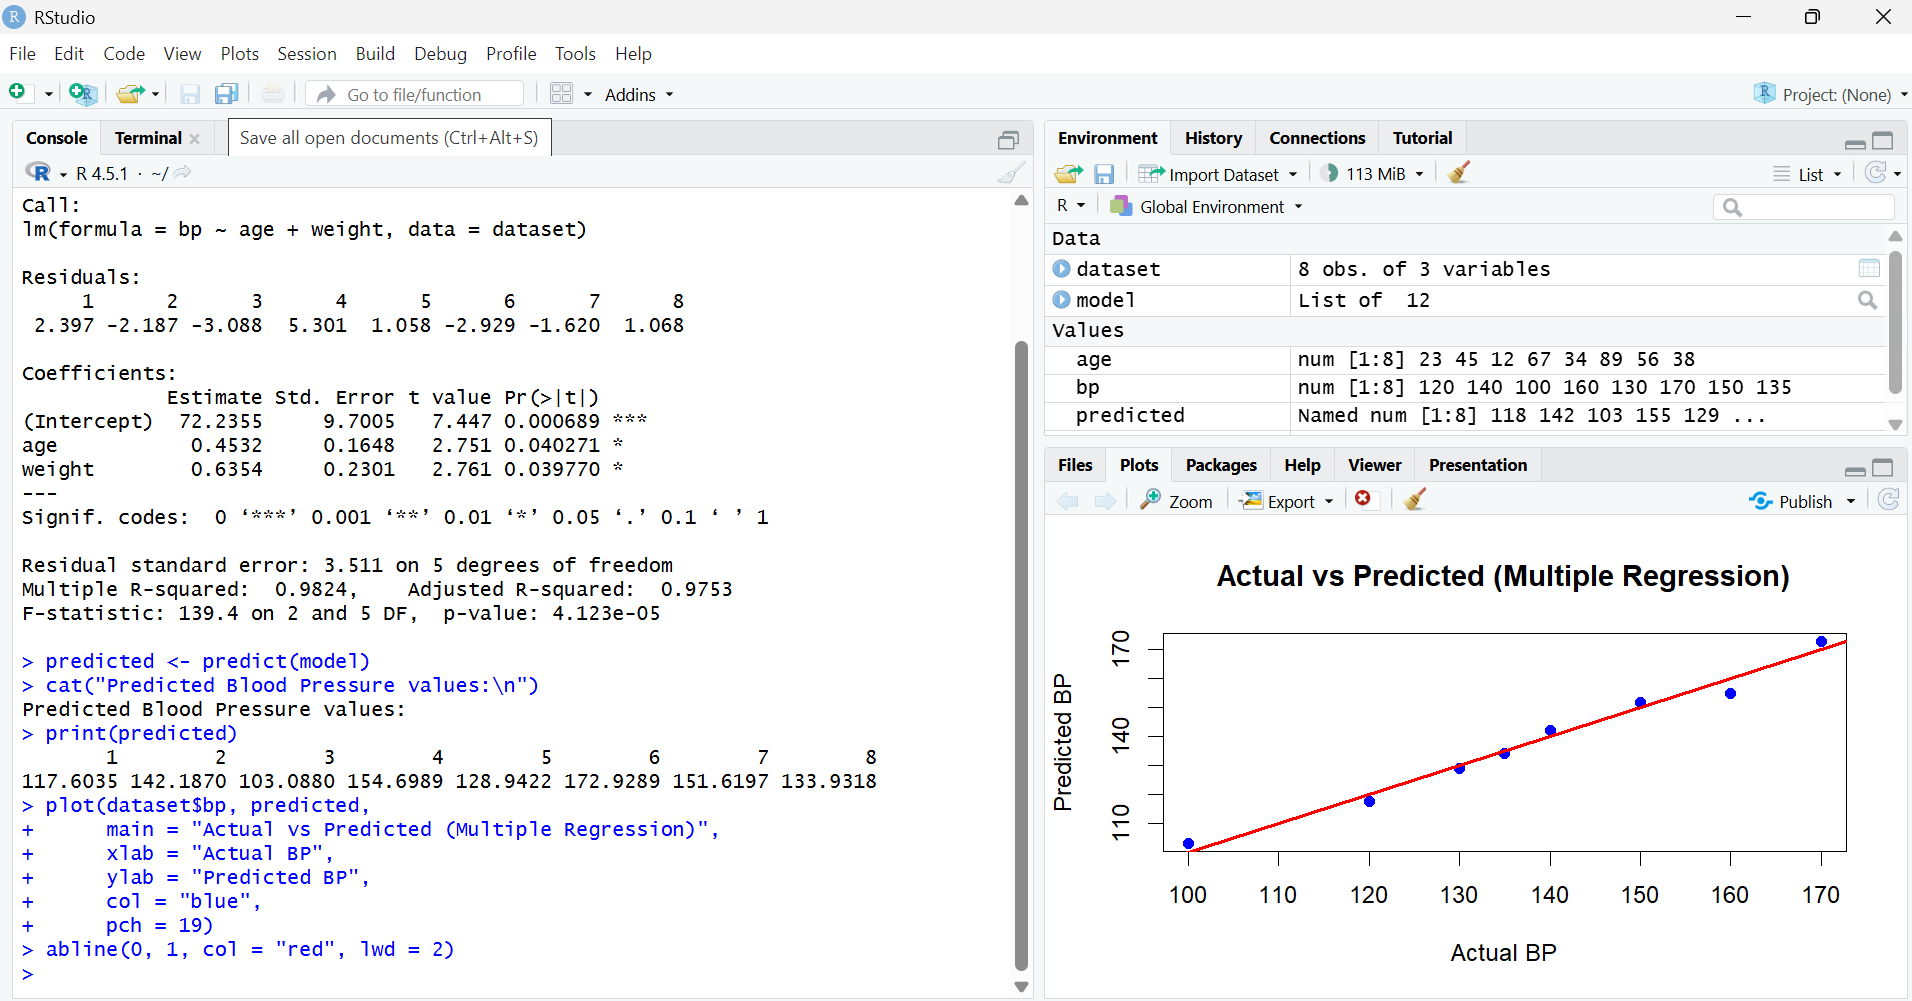 RStudio
File Edit Code View Plots Session Build Debug Profile Tools Help
Go to file/function Addins Project: (None)
Console Terminal Save all open documents (Ctrl+Alt+S)
R 4.5.1 · ~/
Call:
lm(formula = bp ~ age + weight, data = dataset)
Residuals:
1 2 3 4 5 6 7 8
2.397 -2.187 -3.088 5.301 1.058 -2.929 -1.620 1.068
Coefficients:
Estimate Std. Error t value Pr(>|t|)
(Intercept) 72.2355 9.7005 7.447 0.000689 ***
age 0.4532 0.1648 2.751 0.040271 *
weight 0.6354 0.2301 2.761 0.039770 *
---
Signif. codes: 0 ‘***’ 0.001 ‘**’ 0.01 ‘*’ 0.05 ‘.’ 0.1 ‘ ’ 1
Residual standard error: 3.511 on 5 degrees of freedom
Multiple R-squared: 0.9824, Adjusted R-squared: 0.9753
F-statistic: 139.4 on 2 and 5 DF, p-value: 4.123e-05
> predicted <- predict(model)
> cat("Predicted Blood Pressure values:\n")
Predicted Blood Pressure values:
> print(predicted)
1 2 3 4 5 6 7 8
117.6035 142.1870 103.0880 154.6989 128.9422 172.9289 151.6197 133.9318
> plot(dataset$bp, predicted,
+ main = "Actual vs Predicted (Multiple Regression)",
+ xlab = "Actual BP",
+ ylab = "Predicted BP",
+ col = "blue",
+ pch = 19)
> abline(0, 1, col = "red", lwd = 2)
>
Environment History Connections Tutorial
Import Dataset 113 MiB List
R Global Environment
Data
dataset 8 obs. of 3 variables
model List of 12
Values
age num [1:8] 23 45 12 67 34 89 56 38
bp num [1:8] 120 140 100 160 130 170 150 135
predicted Named num [1:8] 118 142 103 155 129 ...
Files Plots Packages Help Viewer Presentation
Zoom Export Publish
Actual vs Predicted (Multiple Regression)
Predicted BP
170
140
110
100 110 120 130 140 150 160 170
Actual BP